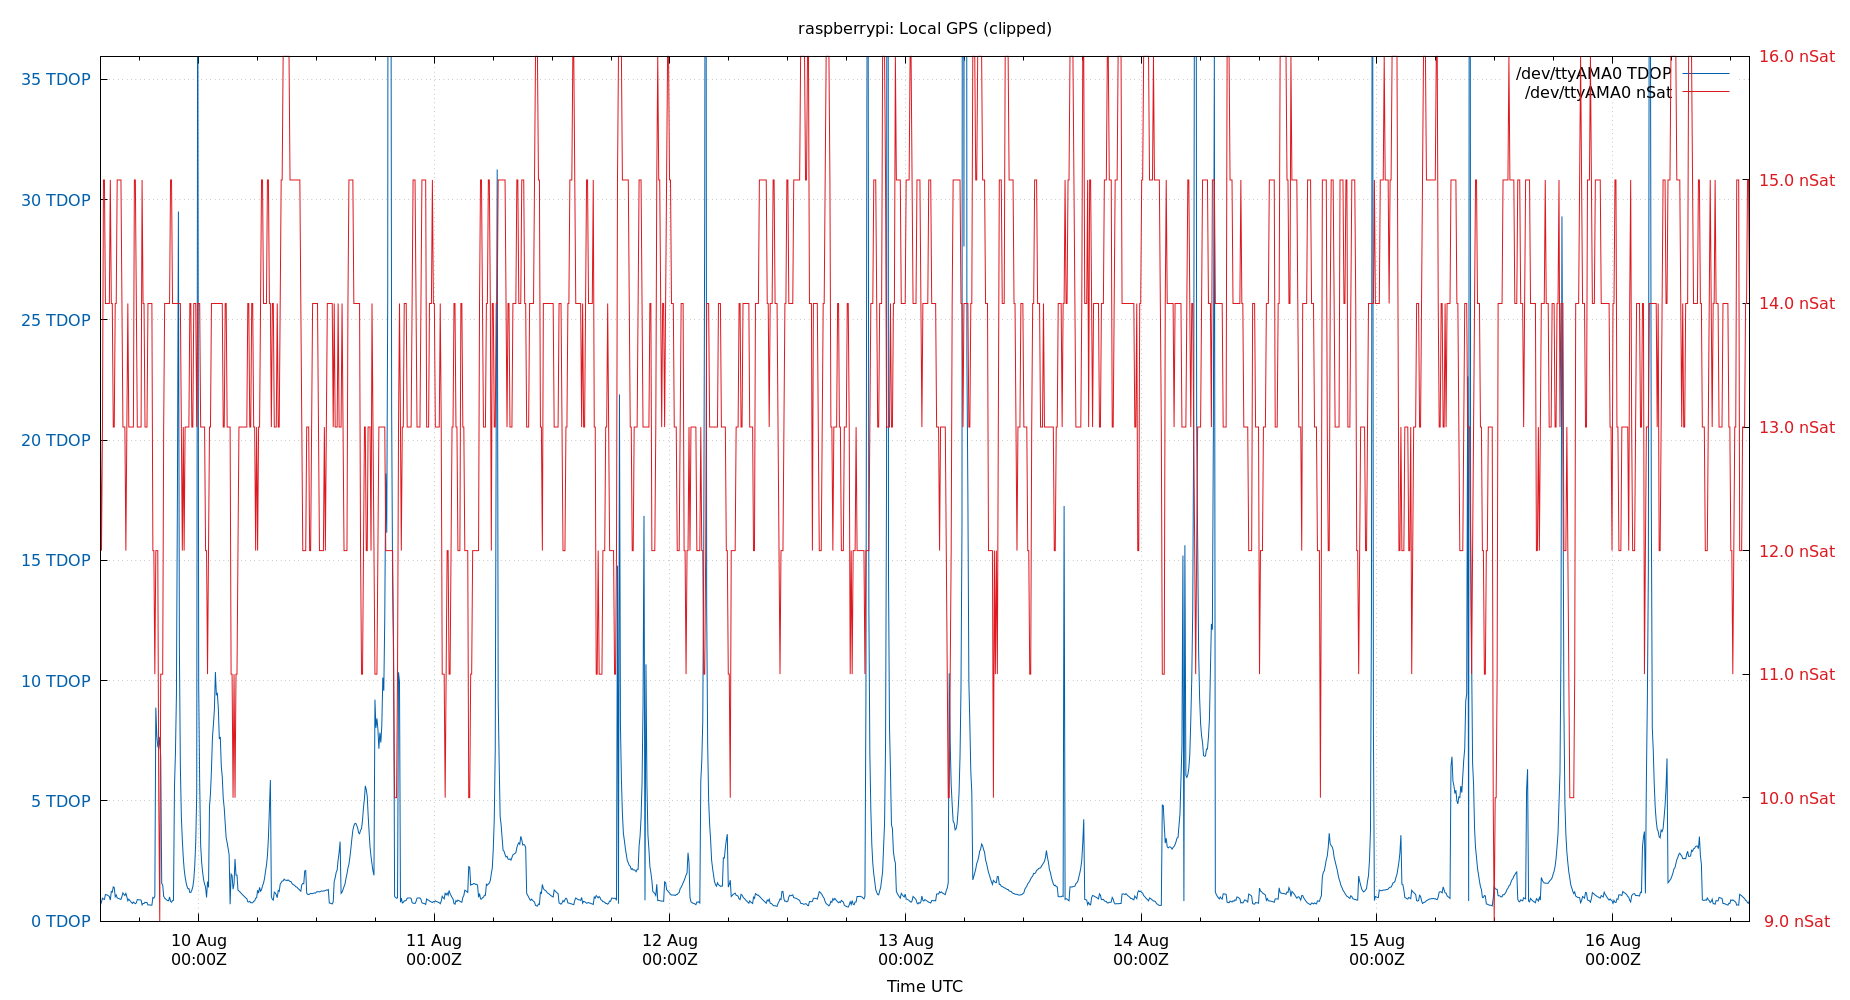 raspberrypi: Local GPS (clipped)
/dev/ttyAMA0 TDOP
/dev/ttyAMA0 nSat
35 TDOP
30 TDOP
25 TDOP
20 TDOP
15 TDOP
10 TDOP
5 TDOP
0 TDOP
16.0 nSat
15.0 nSat
14.0 nSat
13.0 nSat
12.0 nSat
11.0 nSat
10.0 nSat
9.0 nSat
10 Aug
00:00Z
11 Aug
00:00Z
12 Aug
00:00Z
13 Aug
00:00Z
14 Aug
00:00Z
15 Aug
00:00Z
16 Aug
00:00Z
Time UTC